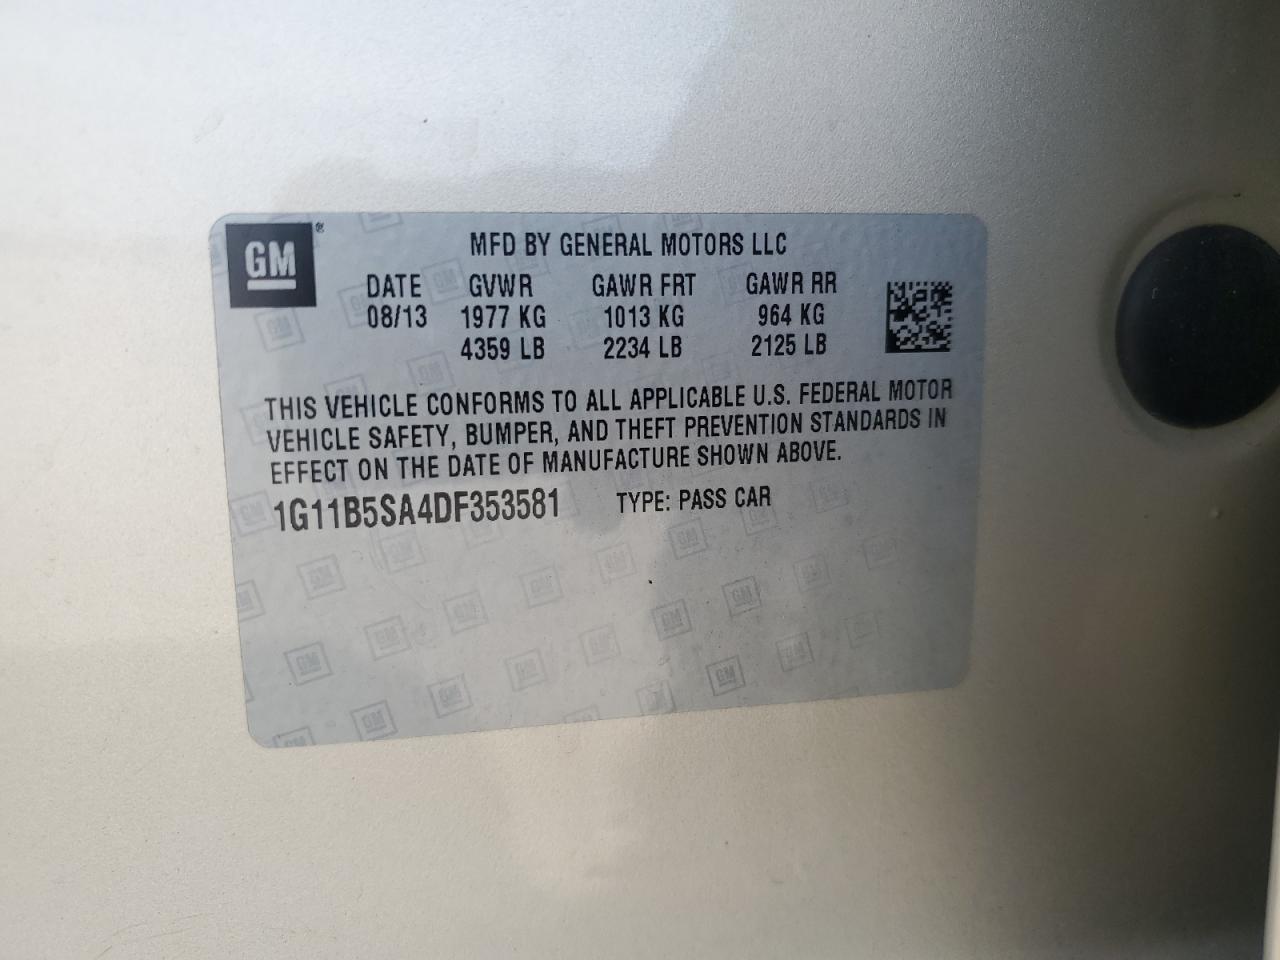 GM®
MFD BY GENERAL MOTORS LLC
DATE GVWR GAWR FRT GAWR RR
08/13 1977 KG 1013 KG 964 KG
4359 LB 2234 LB 2125 LB
THIS VEHICLE CONFORMS TO ALL APPLICABLE U.S. FEDERAL MOTOR
VEHICLE SAFETY, BUMPER, AND THEFT PREVENTION STANDARDS IN
EFFECT ON THE DATE OF MANUFACTURE SHOWN ABOVE.
1G11B5SA4DF353581 TYPE: PASS CAR